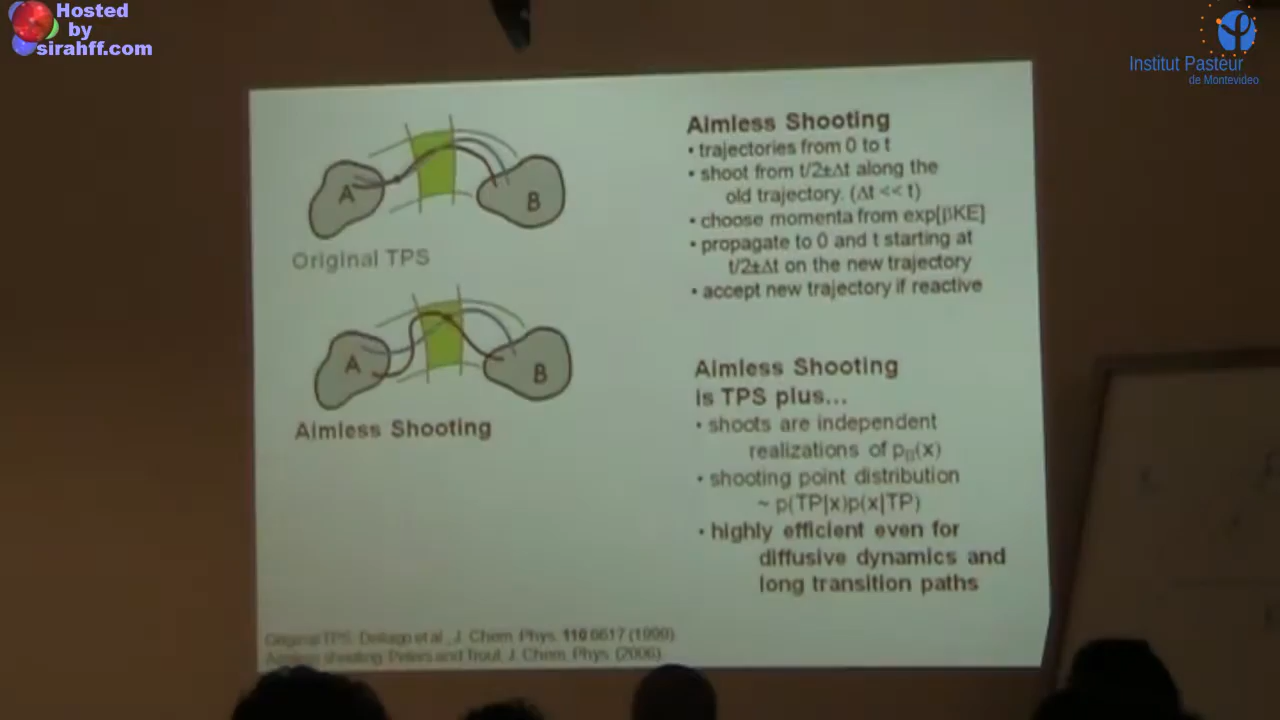 Hosted
by
sirahff.com
Institut Pasteur
de Montevideo
A
B
Original TPS
A
B
Aimless Shooting
Aimless Shooting
• trajectories from 0 to t
• shoot from t/2±Δt along the
old trajectory. (Δt << t)
• choose momenta from exp[βKE]
• propagate to 0 and t starting at
t/2±Δt on the new trajectory
• accept new trajectory if reactive
Aimless Shooting
is TPS plus...
• shoots are independent
realizations of p_B(x)
• shooting point distribution
~ p(TP|x)p(x|TP)
• highly efficient even for
diffusive dynamics and
long transition paths
Original TPS: Dellago et al., J. Chem. Phys. 110 6617 (1999)
Aimless shooting: Peters and Trout, J. Chem. Phys. (2006)